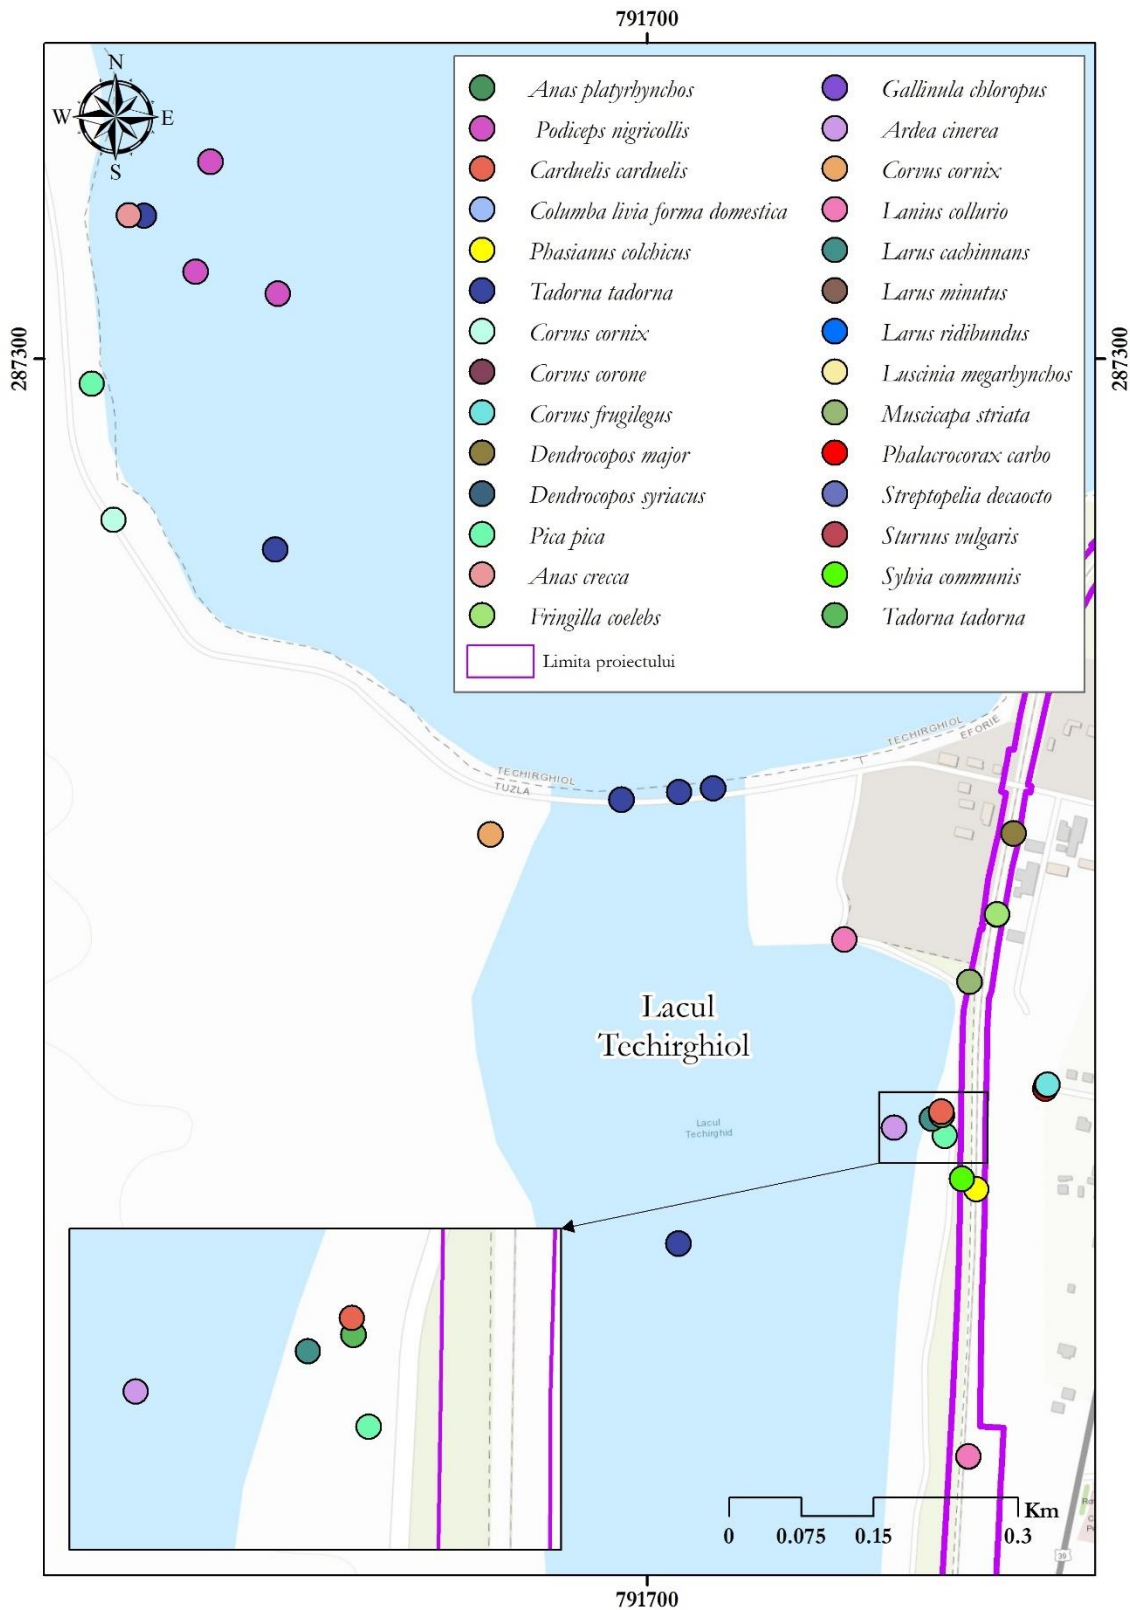 791700
N
W E
S
287300
287300
Anas platyrhynchos
Podiceps nigricollis
Carduelis carduelis
Columba livia forma domestica
Phasianus colchicus
Tadorna tadorna
Corvus cornix
Corvus corone
Corvus frugilegus
Dendrocopos major
Dendrocopos syriacus
Pica pica
Anas crecca
Fringilla coelebs
Gallinula chloropus
Ardea cinerea
Corvus cornix
Lanius collurio
Larus cachinnans
Larus minutus
Larus ridibundus
Luscinia megarhynchos
Muscicapa striata
Phalacrocorax carbo
Streptopelia decaocto
Sturnus vulgaris
Sylvia communis
Tadorna tadorna
Limita proiectului
TECHIRGHIOL
EFORIE
TECHIRGHIOL
TUZLA
Lacul
Techirghiol
Lacul
Techirghiol
Km
0 0.075 0.15 0.3
39
791700